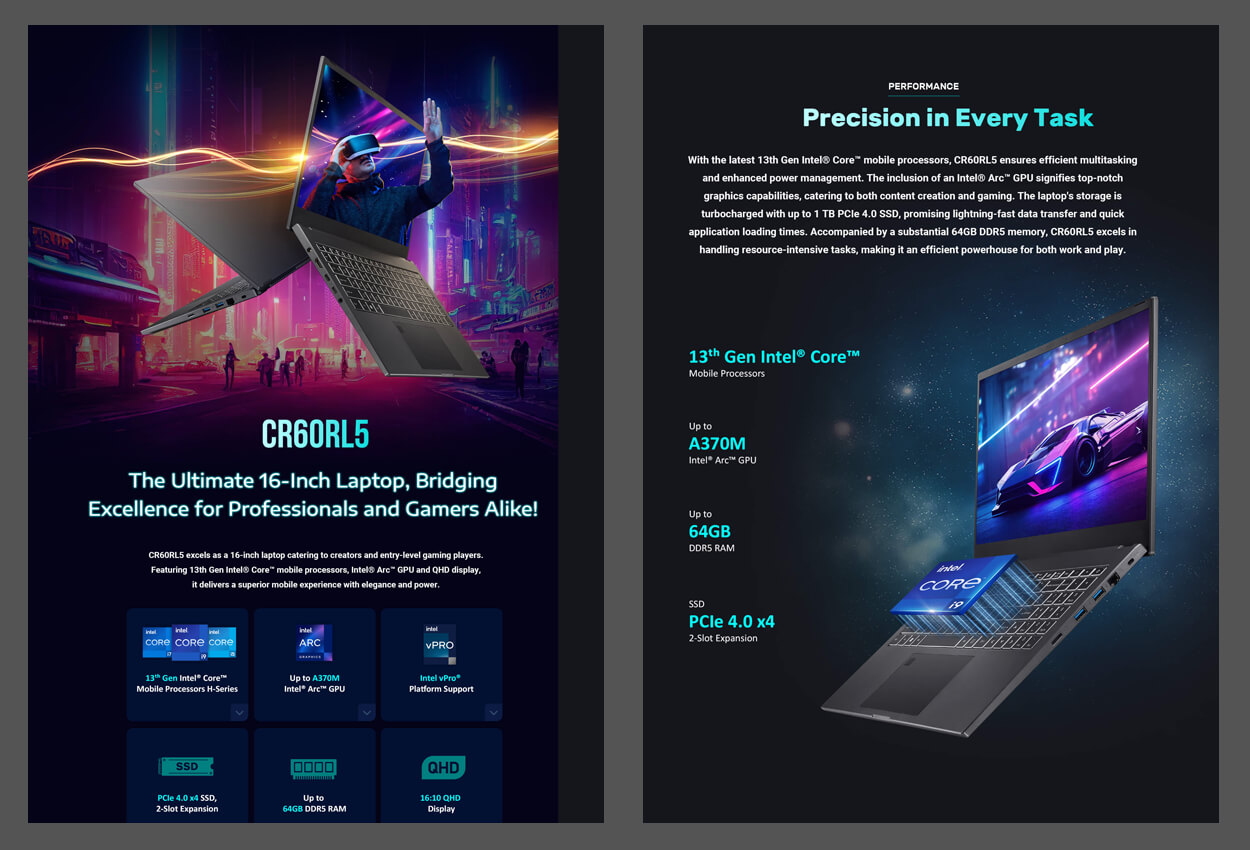 CR60RL5
The Ultimate 16-Inch Laptop, Bridging
Excellence for Professionals and Gamers Alike!
CR60RL5 excels as a 16-inch laptop catering to creators and entry-level gaming players.
Featuring 13th Gen Intel® Core™ mobile processors, Intel® Arc™ GPU and QHD display,
it delivers a superior mobile experience with elegance and power.
intel CORE i7
intel CORE i9
intel CORE i5
13th Gen Intel® Core™
Mobile Processors H-Series
intel
ARC
GRAPHICS
Up to A370M
Intel® Arc™ GPU
intel
vPRO
Intel vPro®
Platform Support
SSD
PCIe 4.0 x4 SSD,
2-Slot Expansion
Up to
64GB DDR5 RAM
QHD
16:10 QHD
Display
PERFORMANCE
Precision in Every Task
With the latest 13th Gen Intel® Core™ mobile processors, CR60RL5 ensures efficient multitasking
and enhanced power management. The inclusion of an Intel® Arc™ GPU signifies top-notch
graphics capabilities, catering to both content creation and gaming. The laptop's storage is
turbocharged with up to 1 TB PCIe 4.0 SSD, promising lightning-fast data transfer and quick
application loading times. Accompanied by a substantial 64GB DDR5 memory, CR60RL5 excels in
handling resource-intensive tasks, making it an efficient powerhouse for both work and play.
13th Gen Intel® Core™
Mobile Processors
Up to
A370M
Intel® Arc™ GPU
Up to
64GB
DDR5 RAM
SSD
PCIe 4.0 x4
2-Slot Expansion
intel
CORE
i9